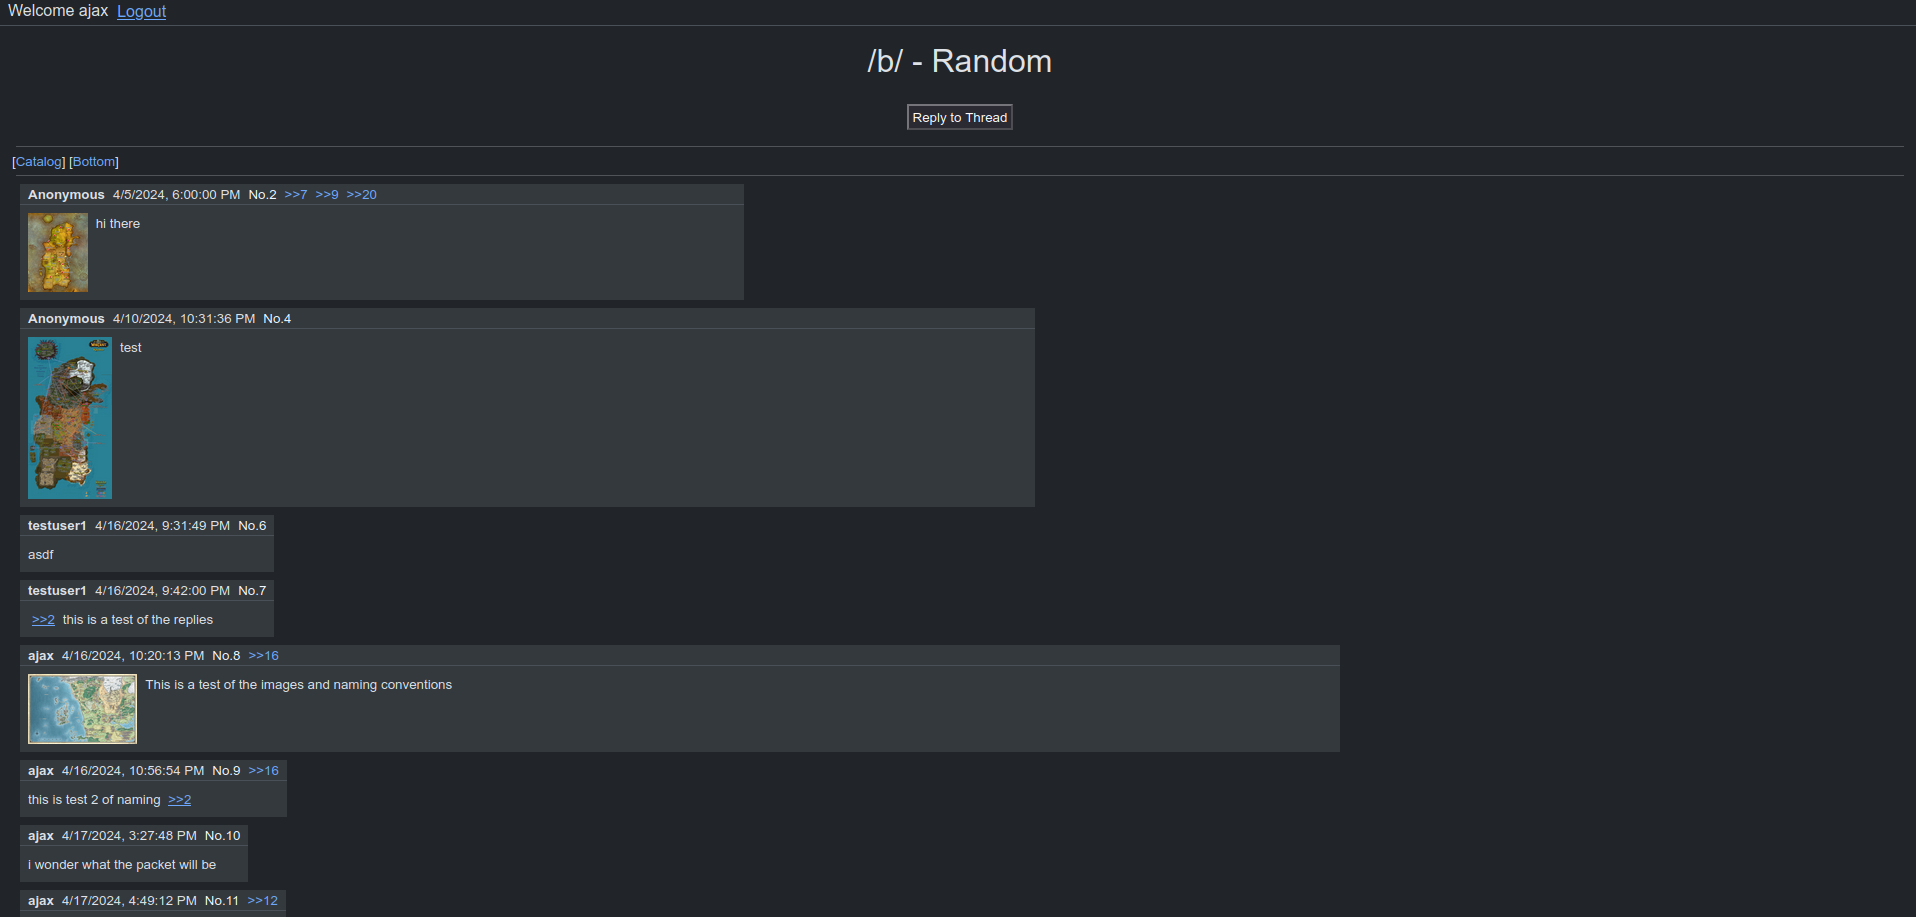 Welcome ajax Logout
/b/ - Random
Reply to Thread
[Catalog] [Bottom]
Anonymous 4/5/2024, 6:00:00 PM No.2 >>7 >>9 >>20
hi there
Anonymous 4/10/2024, 10:31:36 PM No.4
test
testuser1 4/16/2024, 9:31:49 PM No.6
asdf
testuser1 4/16/2024, 9:42:00 PM No.7
>>2 this is a test of the replies
ajax 4/16/2024, 10:20:13 PM No.8 >>16
This is a test of the images and naming conventions
ajax 4/16/2024, 10:56:54 PM No.9 >>16
this is test 2 of naming >>2
ajax 4/17/2024, 3:27:48 PM No.10
i wonder what the packet will be
ajax 4/17/2024, 4:49:12 PM No.11 >>12